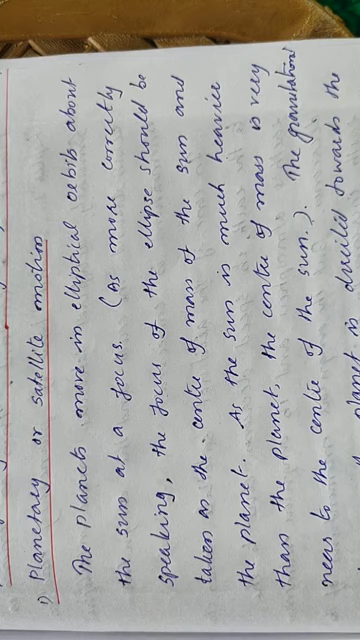 1) Planetary or satellite motion
The planets move in elliptical orbits about
the sun at a focus. (As more correctly
speaking, the focus of the ellipse should be
taken as the centre of mass of the sun and
the planet. As the sun is much heavier
than the planet, the centre of mass is very
near to the centre of the sun.). The gravitational
planet is directed towards the